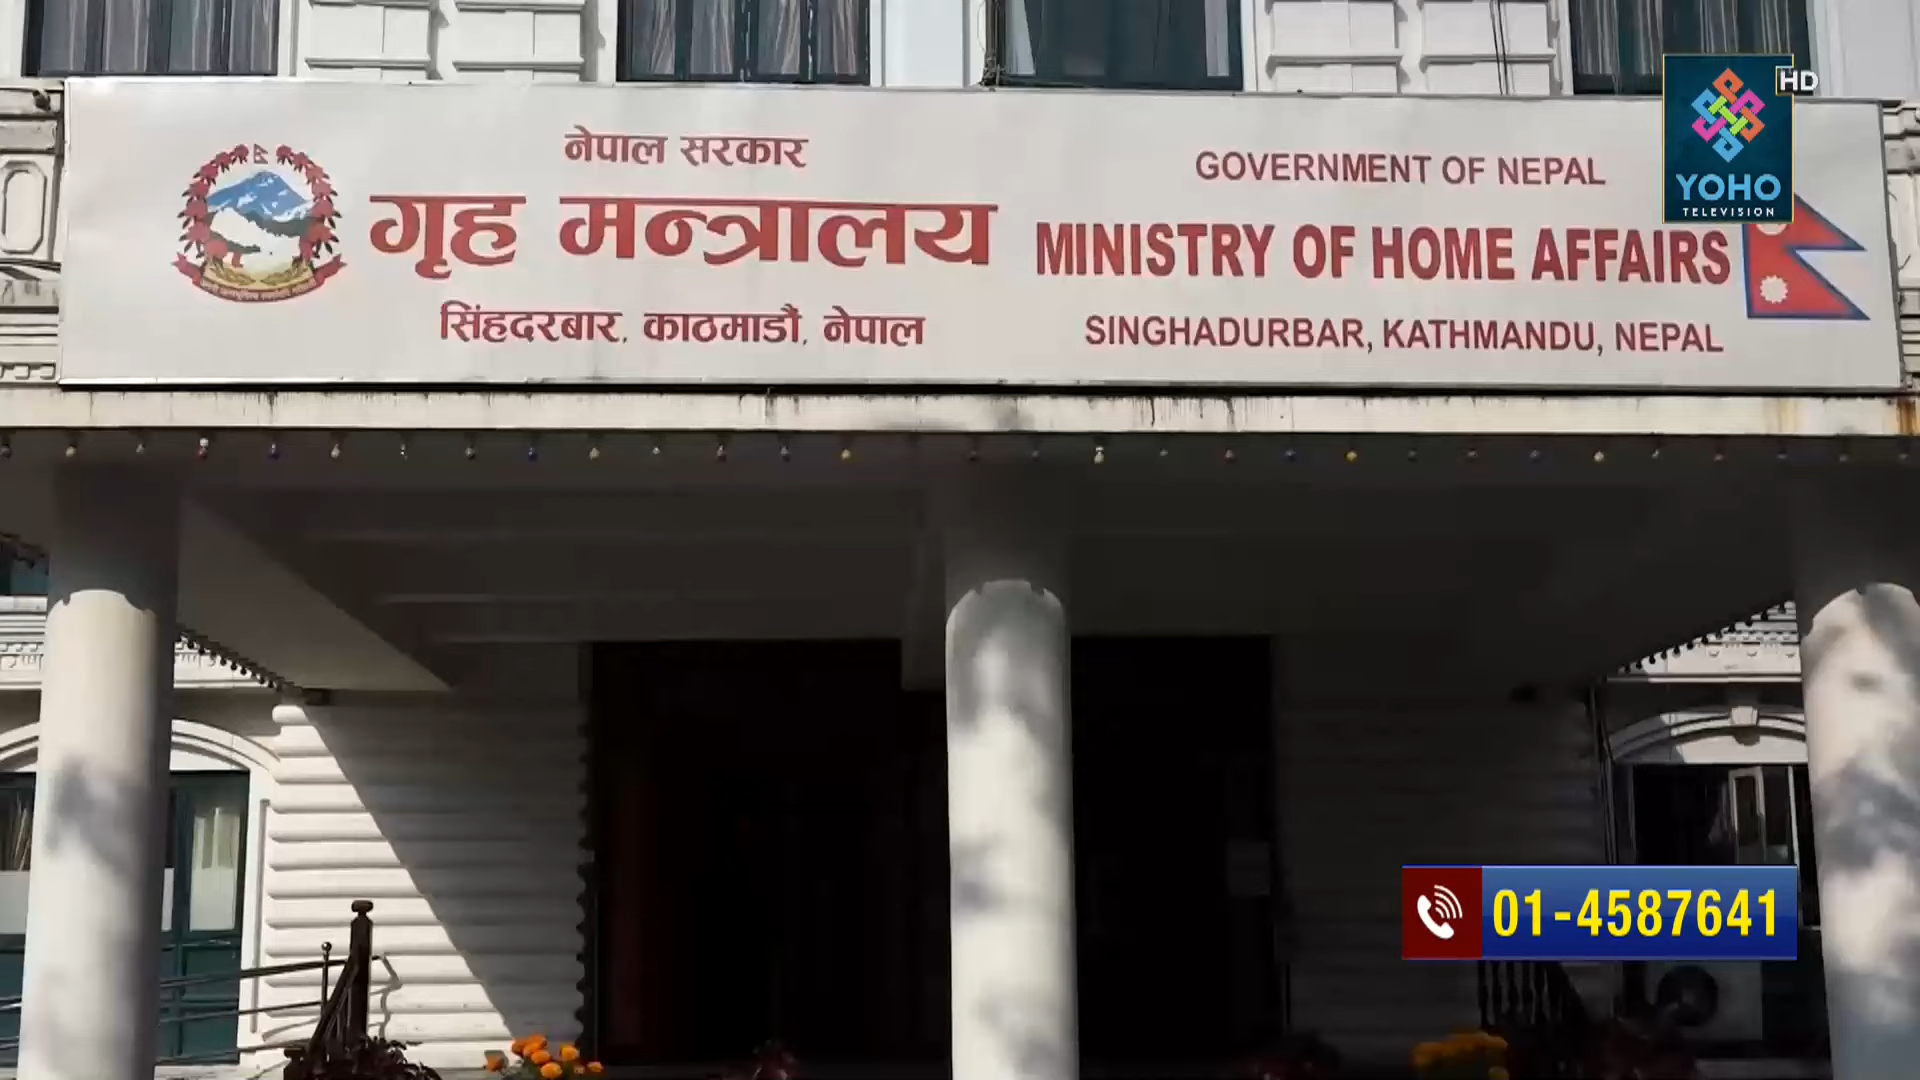 नेपाल सरकार
गृह मन्त्रालय
सिंहदरबार, काठमाडौं, नेपाल
GOVERNMENT OF NEPAL
MINISTRY OF HOME AFFAIRS
SINGHADURBAR, KATHMANDU, NEPAL
HD
YOHO
TELEVISION
01-4587641